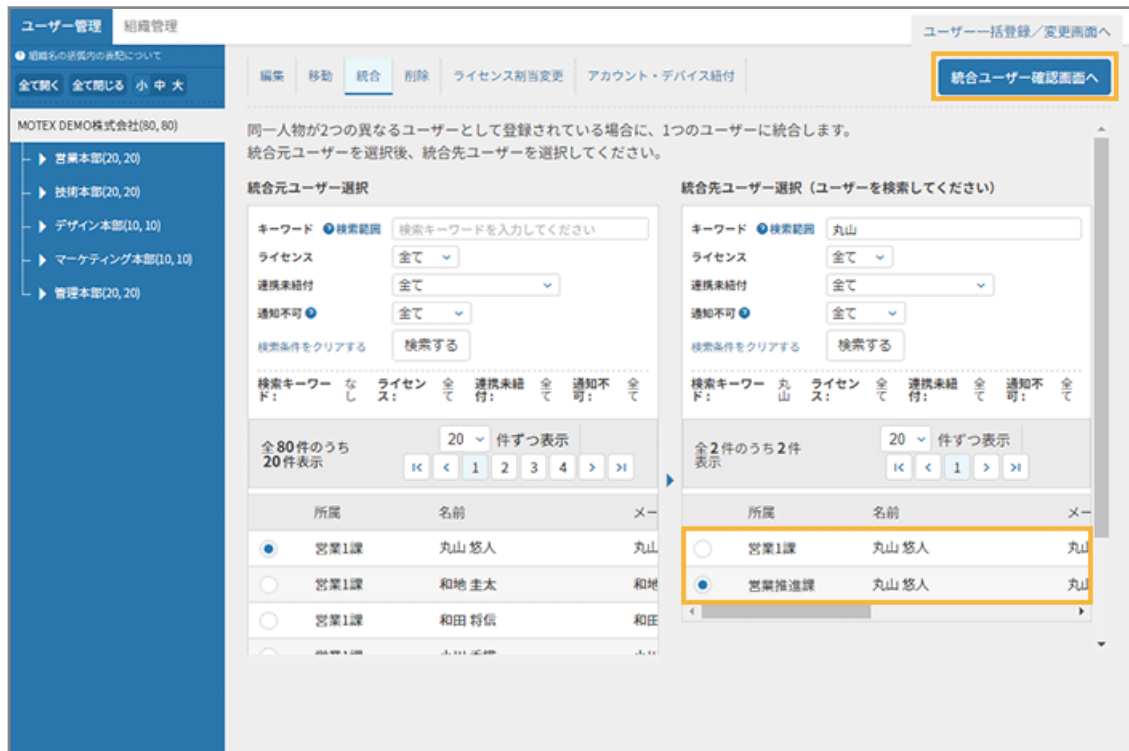 ユーザー管理 組織管理
ユーザー一括登録／変更画面へ
組織名の括弧内の表記について
全て開く 全て閉じる 小 中 大
編集 移動 統合 削除 ライセンス割当変更 アカウント・デバイス紐付
統合ユーザー確認画面へ
MOTEX DEMO株式会社(80, 80)
営業本部(20, 20)
技術本部(20, 20)
デザイン本部(10, 10)
マーケティング本部(10, 10)
管理本部(20, 20)
同一人物が2つの異なるユーザーとして登録されている場合に、1つのユーザーに統合します。
統合元ユーザーを選択後、統合先ユーザーを選択してください。
統合元ユーザー選択
キーワード 検索範囲 検索キーワードを入力してください
ライセンス 全て
連携未紐付 全て
通知不可 全て
検索条件をクリアする 検索する
検索キーワード: なし ライセンス: 全て 連携未紐付: 全て 通知不可: 全て
全80件のうち
20件表示
20 件ずつ表示
1 2 3 4
所属 名前 メー
営業1課 丸山 悠人 丸山
営業1課 和地 圭太 和地
営業1課 和田 将信 和田
統合先ユーザー選択（ユーザーを検索してください）
キーワード 検索範囲 丸山
ライセンス 全て
連携未紐付 全て
通知不可 全て
検索条件をクリアする 検索する
検索キーワード: 丸山 ライセンス: 全て 連携未紐付: 全て 通知不可: 全て
全2件のうち2件
表示
20 件ずつ表示
1
所属 名前 メー
営業1課 丸山 悠人 丸山
営業推進課 丸山 悠人 丸山